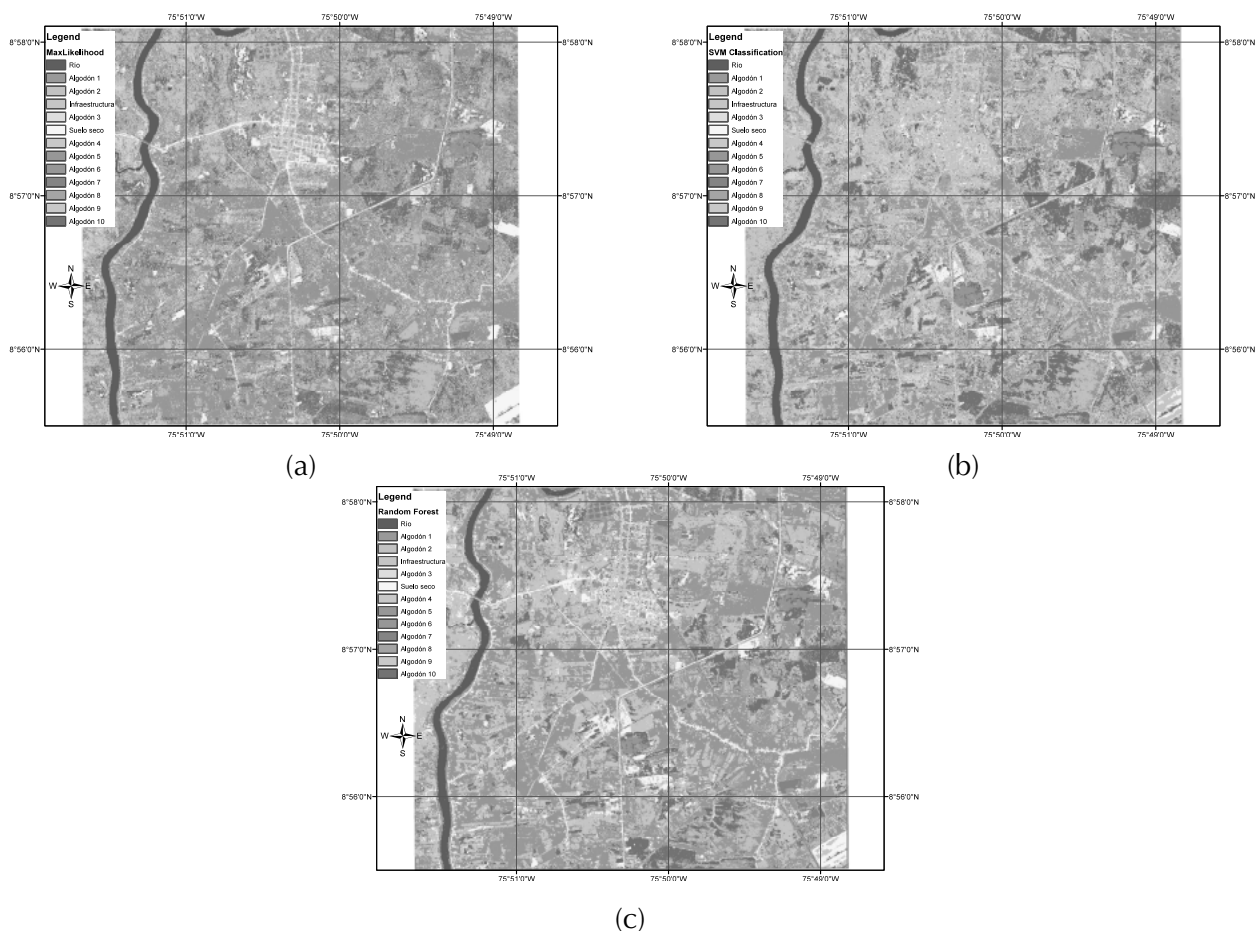 75°51'0"W 75°50'0"W 75°49'0"W
8°58'0"N 8°58'0"N
Legend
MaxLikelihood
Rio
Algodón 1
Algodón 2
Infraestructura
Algodón 3
Suelo seco
Algodón 4
Algodón 5
Algodón 6
Algodón 7
Algodón 8
Algodón 9
Algodón 10
8°57'0"N 8°57'0"N
N
W E
S
8°56'0"N 8°56'0"N
75°51'0"W 75°50'0"W 75°49'0"W
(a)
75°51'0"W 75°50'0"W 75°49'0"W
8°58'0"N 8°58'0"N
Legend
SVM Classification
Rio
Algodón 1
Algodón 2
Infraestructura
Algodón 3
Suelo seco
Algodón 4
Algodón 5
Algodón 6
Algodón 7
Algodón 8
Algodón 9
Algodón 10
8°57'0"N 8°57'0"N
N
W E
S
8°56'0"N 8°56'0"N
75°51'0"W 75°50'0"W 75°49'0"W
(b)
75°51'0"W 75°50'0"W 75°49'0"W
Legend
8°58'0"N 8°58'0"N
Random Forest
Rio
Algodón 1
Algodón 2
Infraestructura
Algodón 3
Suelo seco
Algodón 4
Algodón 5
Algodón 6
Algodón 7
Algodón 8
Algodón 9
Algodón 10
8°57'0"N 8°57'0"N
N
W E
S
8°56'0"N 8°56'0"N
75°51'0"W 75°50'0"W 75°49'0"W
(c)